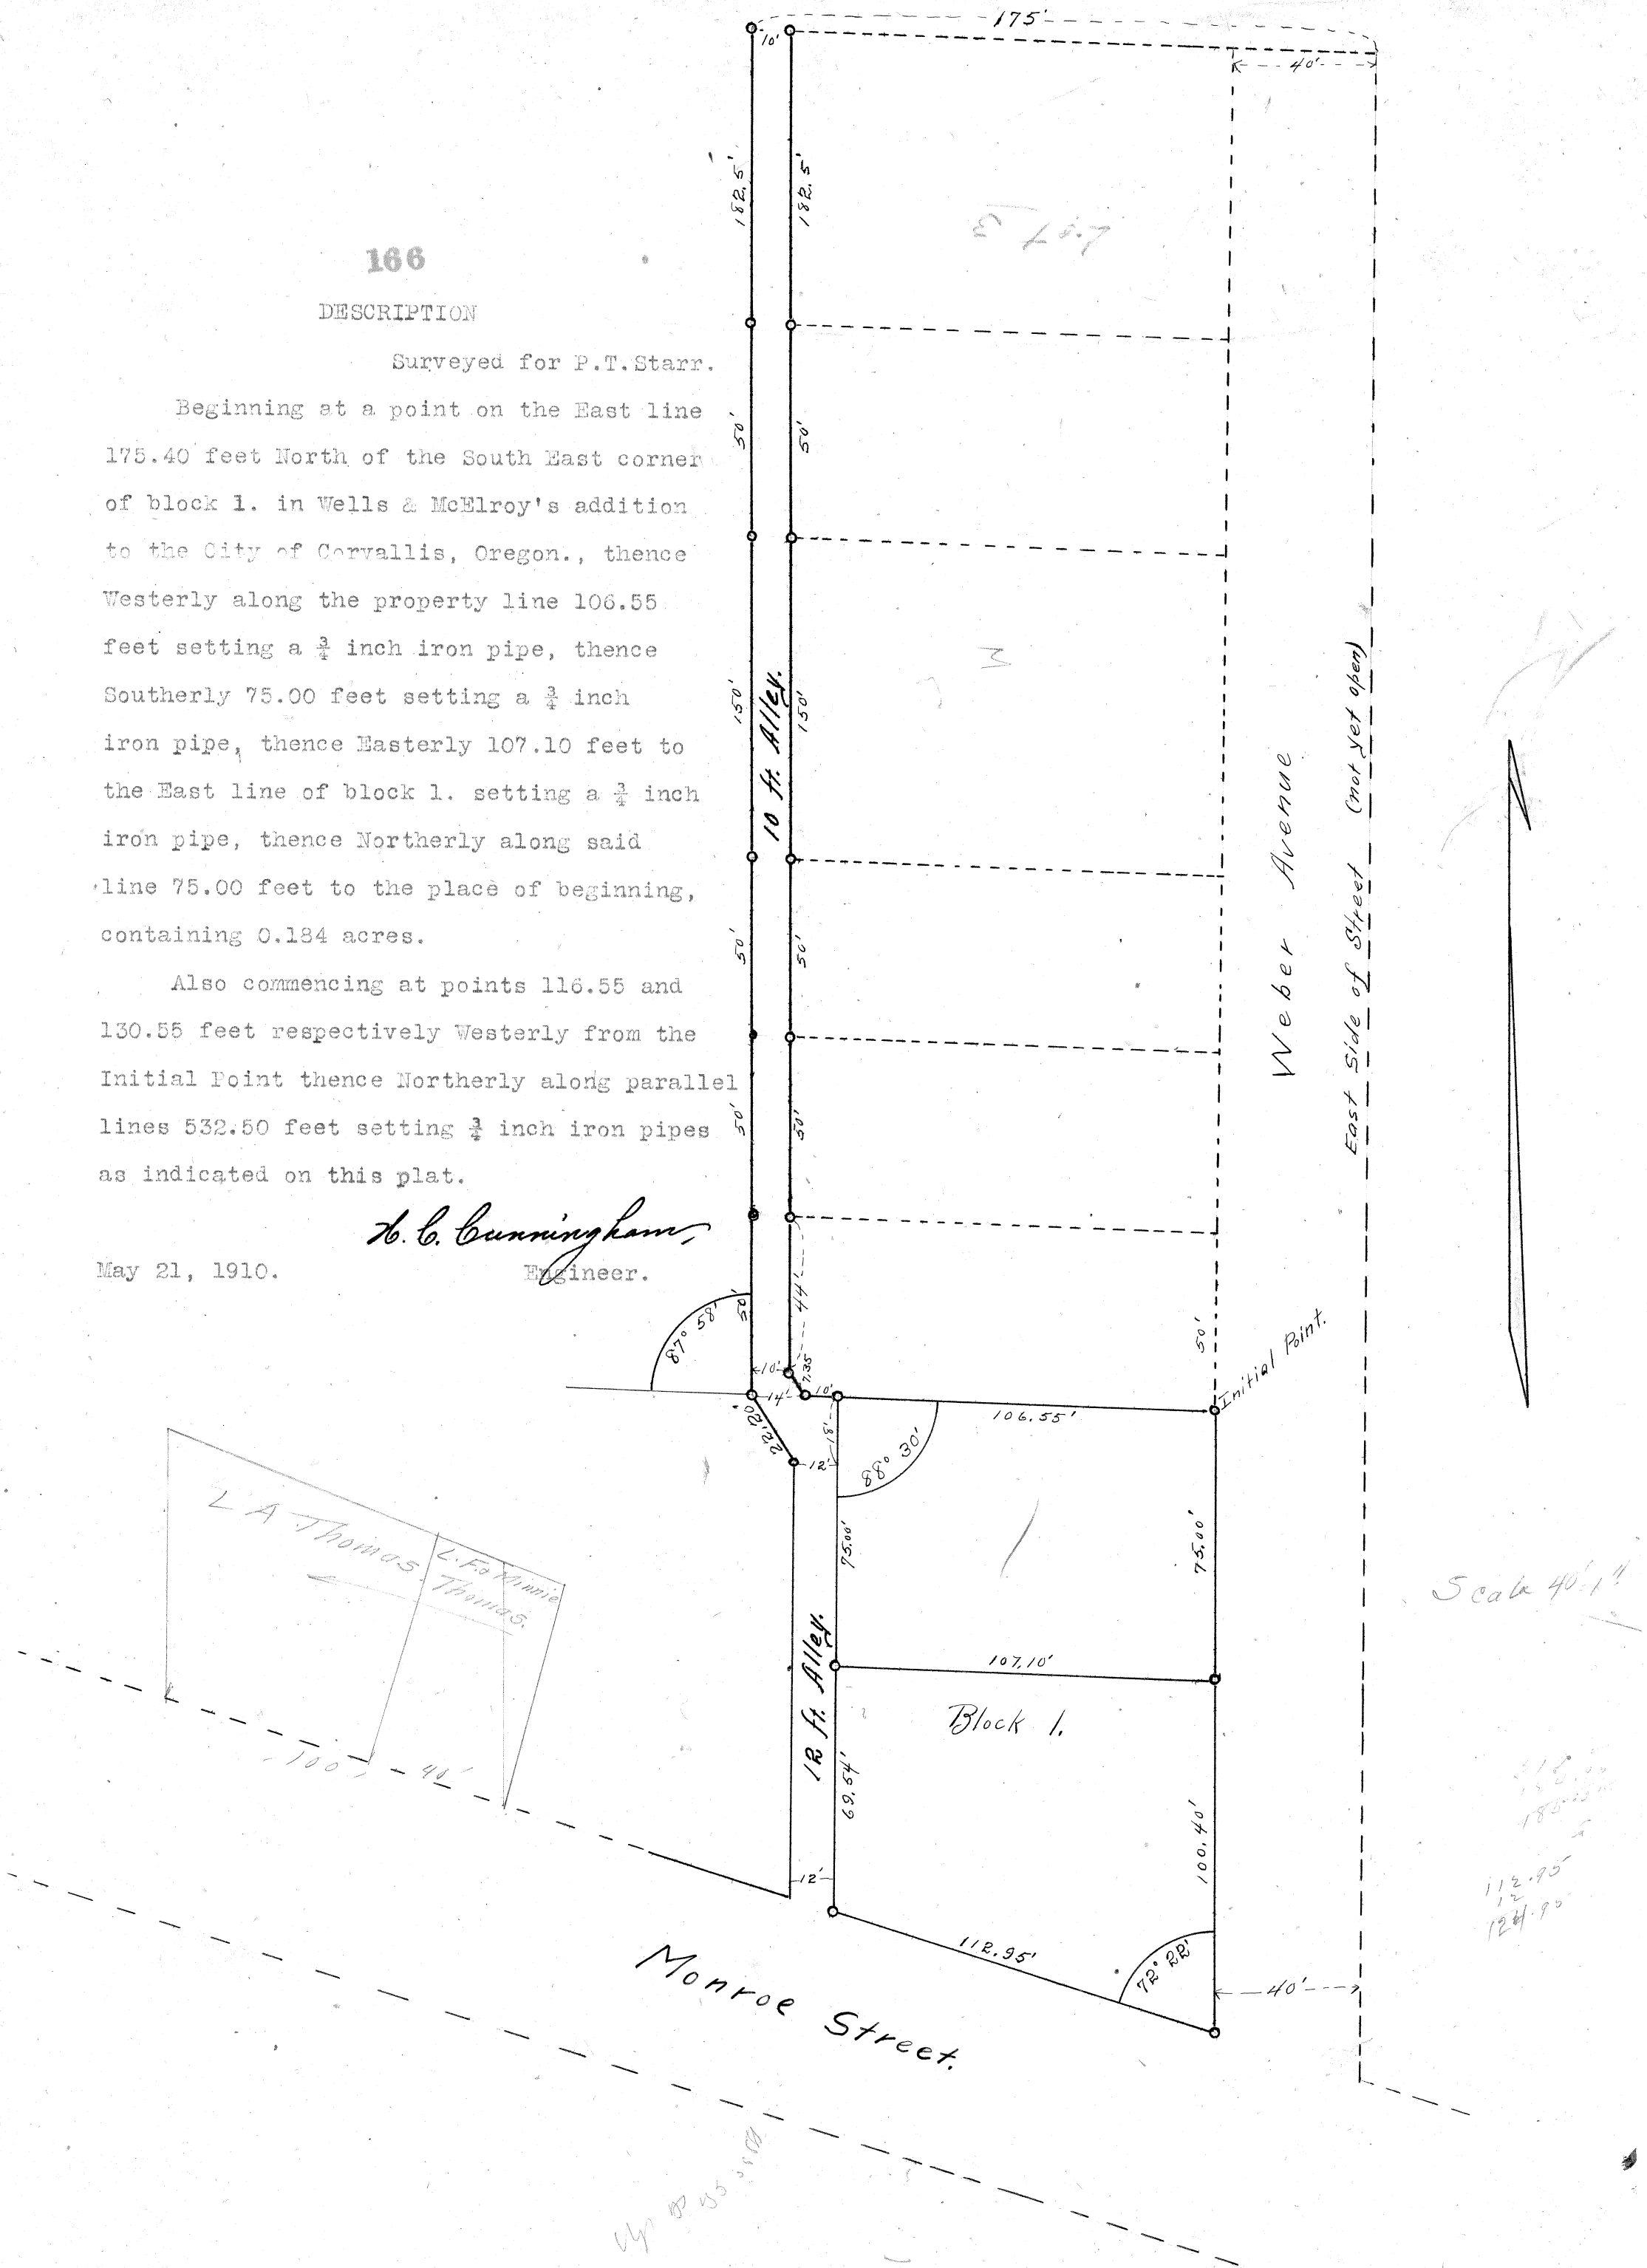 175'
10'
40'
182.5'
182.5'
166
DESCRIPTION
Surveyed for P.T.Starr.
Beginning at a point on the East line
175.40 feet North of the South East corner
of block 1. in Wells & McElroy's addition
to the City of Corvallis, Oregon., thence
Westerly along the property line 106.55
feet setting a ¾ inch iron pipe, thence
Southerly 75.00 feet setting a ¾ inch
iron pipe, thence Easterly 107.10 feet to
the East line of block 1. setting a ¾ inch
iron pipe, thence Northerly along said
line 75.00 feet to the place of beginning,
containing 0.184 acres.
Also commencing at points 116.55 and
130.55 feet respectively Westerly from the
Initial Point thence Northerly along parallel
lines 532.50 feet setting ¾ inch iron pipes
as indicated on this plat.
H. C. Cunningham,
May 21, 1910. Engineer.
50'
50'
150'
10 ft. Alley.
150'
50'
50'
50'
50'
Weber Avenue
East Side of Street (not yet open)
50'
44'
87° 58'
10'
7.35
14'
10'
50'
Initial Point.
106.55'
22.20'
18'
12'
88° 30'
75.00'
75.00'
L A Thomas
L. F. & Minnie
Thomas.
Scale 40'-1"
12 ft. Alley.
107.10'
Block 1.
100'
40'
69.54'
100.40'
12'
112.95'
12
124.95
112.95'
72° 22'
40'
Monroe Street.